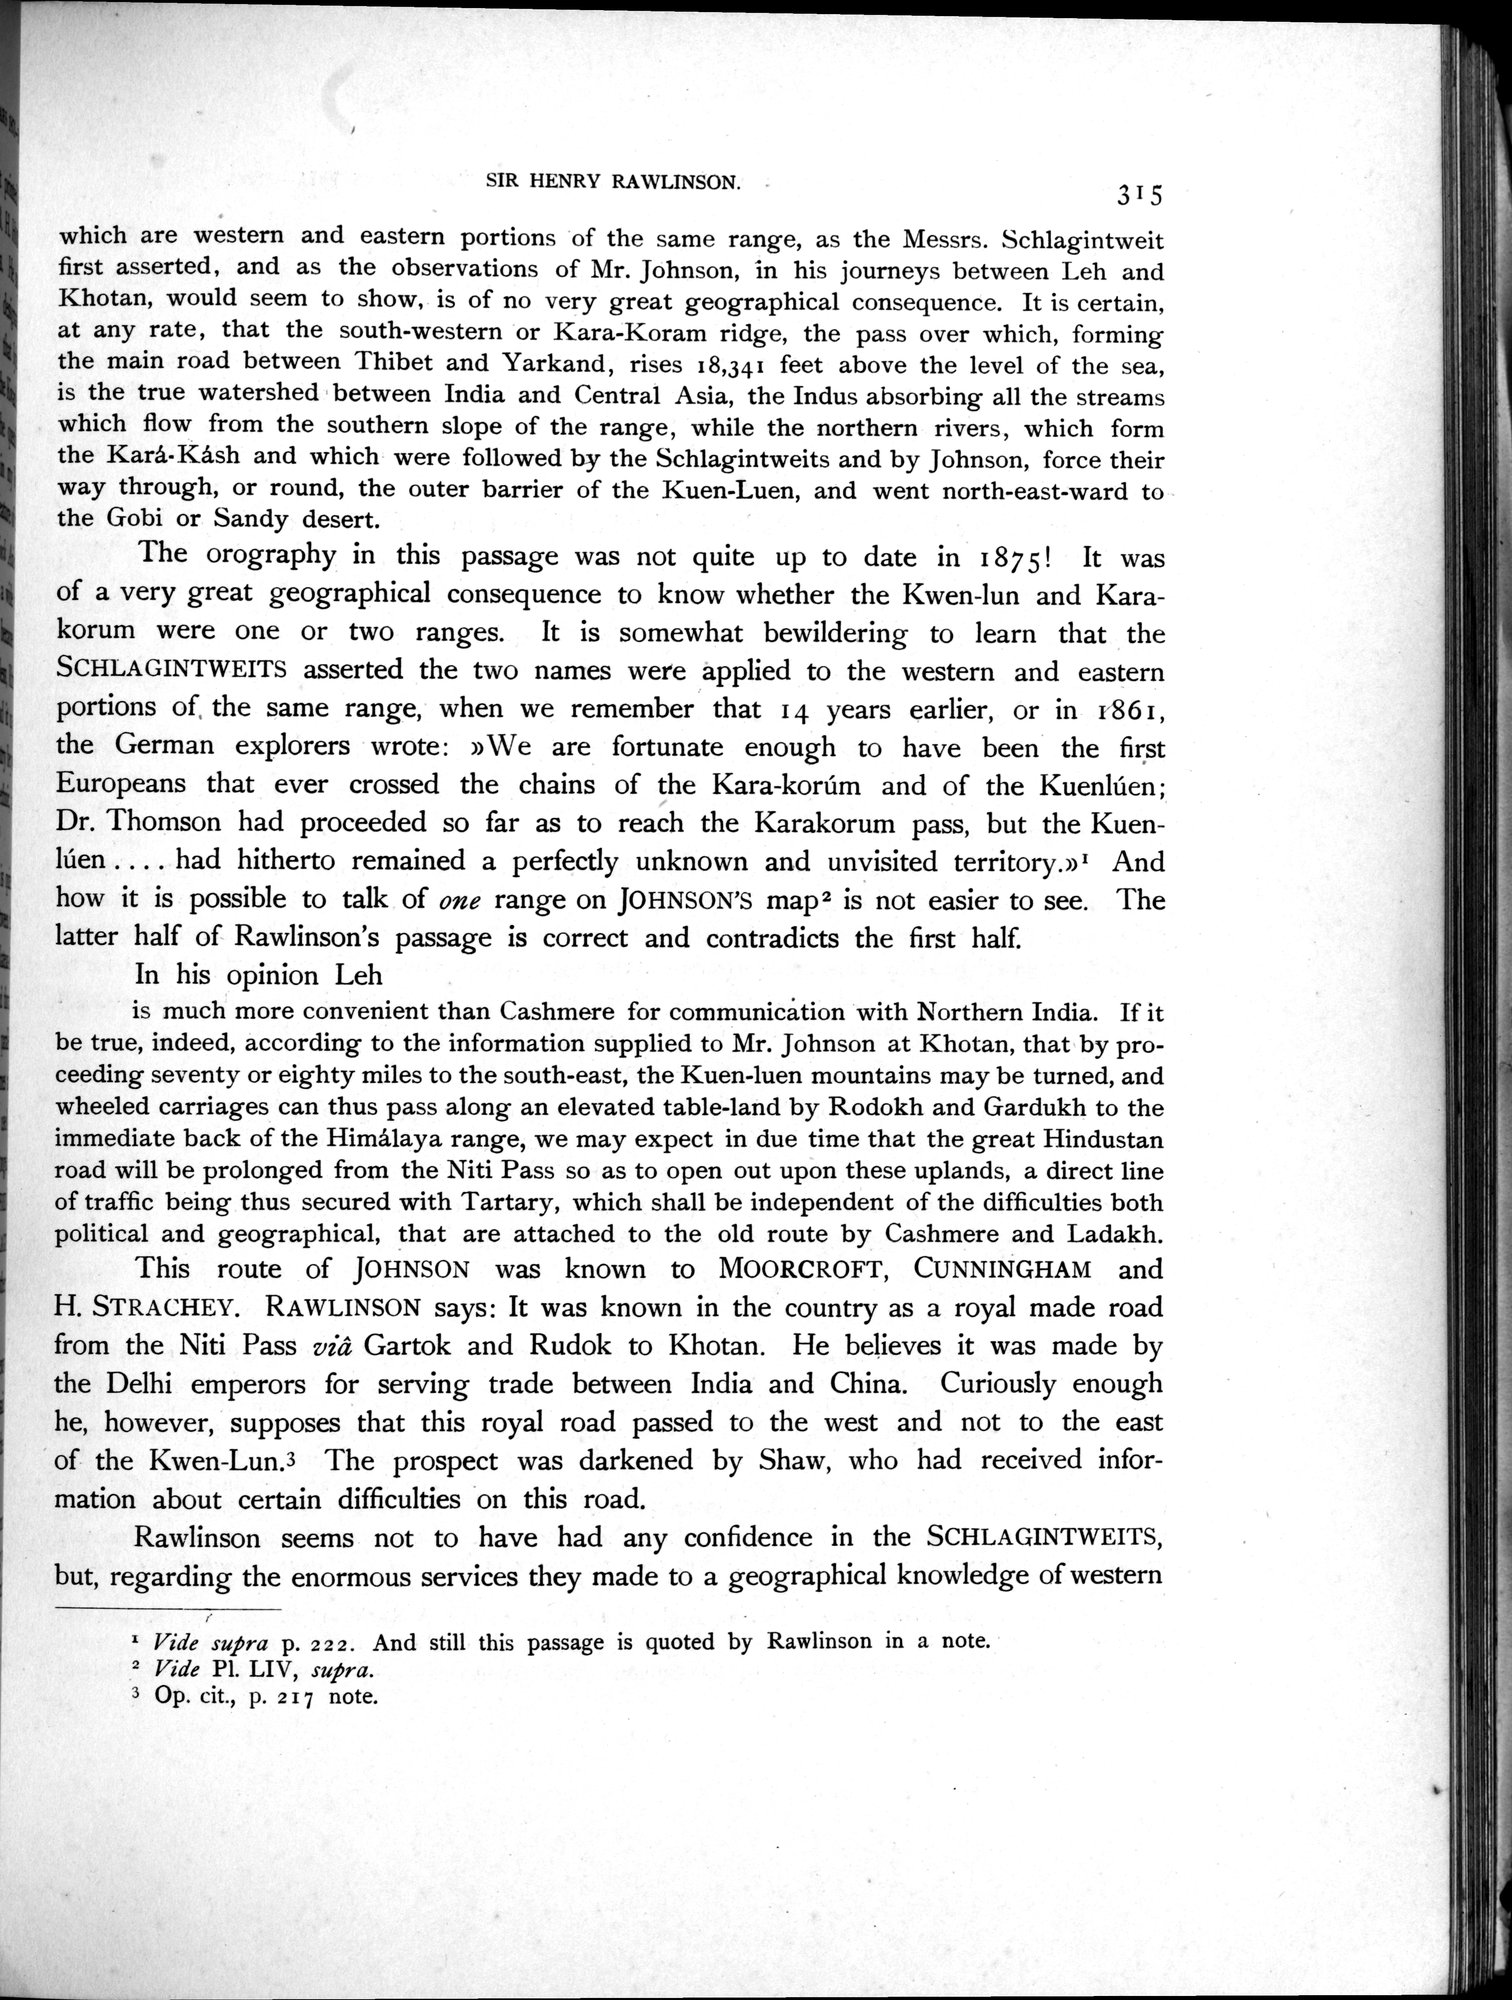 SIR HENRY RAWLINSON.
315
which are western and eastern portions of the same range, as the Messrs. Schlagintweit
first asserted, and as the observations of Mr. Johnson, in his journeys between Leh and
Khotan, would seem to show, is of no very great geographical consequence. It is certain,
at any rate, that the south-western or Kara-Koram ridge, the pass over which, forming
the main road between Thibet and Yarkand, rises 18,341 feet above the level of the sea,
is the true watershed between India and Central Asia, the Indus absorbing all the streams
which flow from the southern slope of the range, while the northern rivers, which form
the Kará-Kásh and which were followed by the Schlagintweits and by Johnson, force their
way through, or round, the outer barrier of the Kuen-Luen, and went north-east-ward to
the Gobi or Sandy desert.
The orography in this passage was not quite up to date in 1875! It was
of a very great geographical consequence to know whether the Kwen-lun and Kara-
korum were one or two ranges. It is somewhat bewildering to learn that the
SCHLAGINTWEITS asserted the two names were applied to the western and eastern
portions of the same range, when we remember that 14 years earlier, or in 1861,
the German explorers wrote: »We are fortunate enough to have been the first
Europeans that ever crossed the chains of the Kara-korúm and of the Kuenlúen;
Dr. Thomson had proceeded so far as to reach the Karakorum pass, but the Kuen-
lúen .... had hitherto remained a perfectly unknown and unvisited territory.»¹ And
how it is possible to talk of one range on JOHNSON'S map² is not easier to see. The
latter half of Rawlinson's passage is correct and contradicts the first half.
In his opinion Leh
is much more convenient than Cashmere for communication with Northern India. If it
be true, indeed, according to the information supplied to Mr. Johnson at Khotan, that by pro-
ceeding seventy or eighty miles to the south-east, the Kuen-luen mountains may be turned, and
wheeled carriages can thus pass along an elevated table-land by Rodokh and Gardukh to the
immediate back of the Himálaya range, we may expect in due time that the great Hindustan
road will be prolonged from the Niti Pass so as to open out upon these uplands, a direct line
of traffic being thus secured with Tartary, which shall be independent of the difficulties both
political and geographical, that are attached to the old route by Cashmere and Ladakh.
This route of JOHNSON was known to MOORCROFT, CUNNINGHAM and
H. STRACHEY. RAWLINSON says: It was known in the country as a royal made road
from the Niti Pass viâ Gartok and Rudok to Khotan. He believes it was made by
the Delhi emperors for serving trade between India and China. Curiously enough
he, however, supposes that this royal road passed to the west and not to the east
of the Kwen-Lun.³ The prospect was darkened by Shaw, who had received infor-
mation about certain difficulties on this road.
Rawlinson seems not to have had any confidence in the SCHLAGINTWEITS,
but, regarding the enormous services they made to a geographical knowledge of western
¹ Vide supra p. 222. And still this passage is quoted by Rawlinson in a note.
² Vide Pl. LIV, supra.
³ Op. cit., p. 217 note.